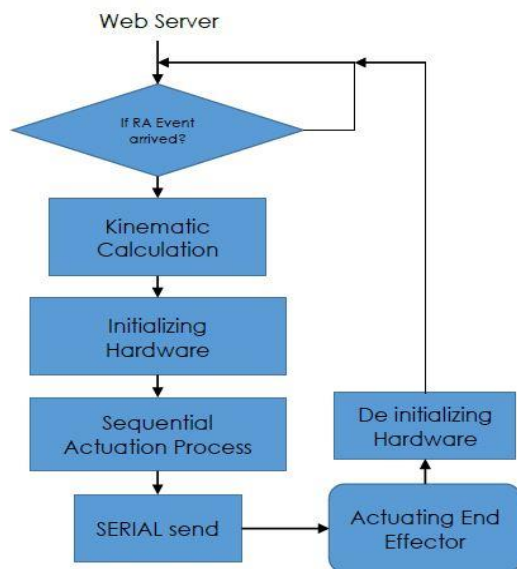 Web Server
If RA Event
arrived?
Kinematic
Calculation
Initializing
Hardware
Sequential
Actuation Process
SERIAL send
Actuating End
Effector
De initializing
Hardware